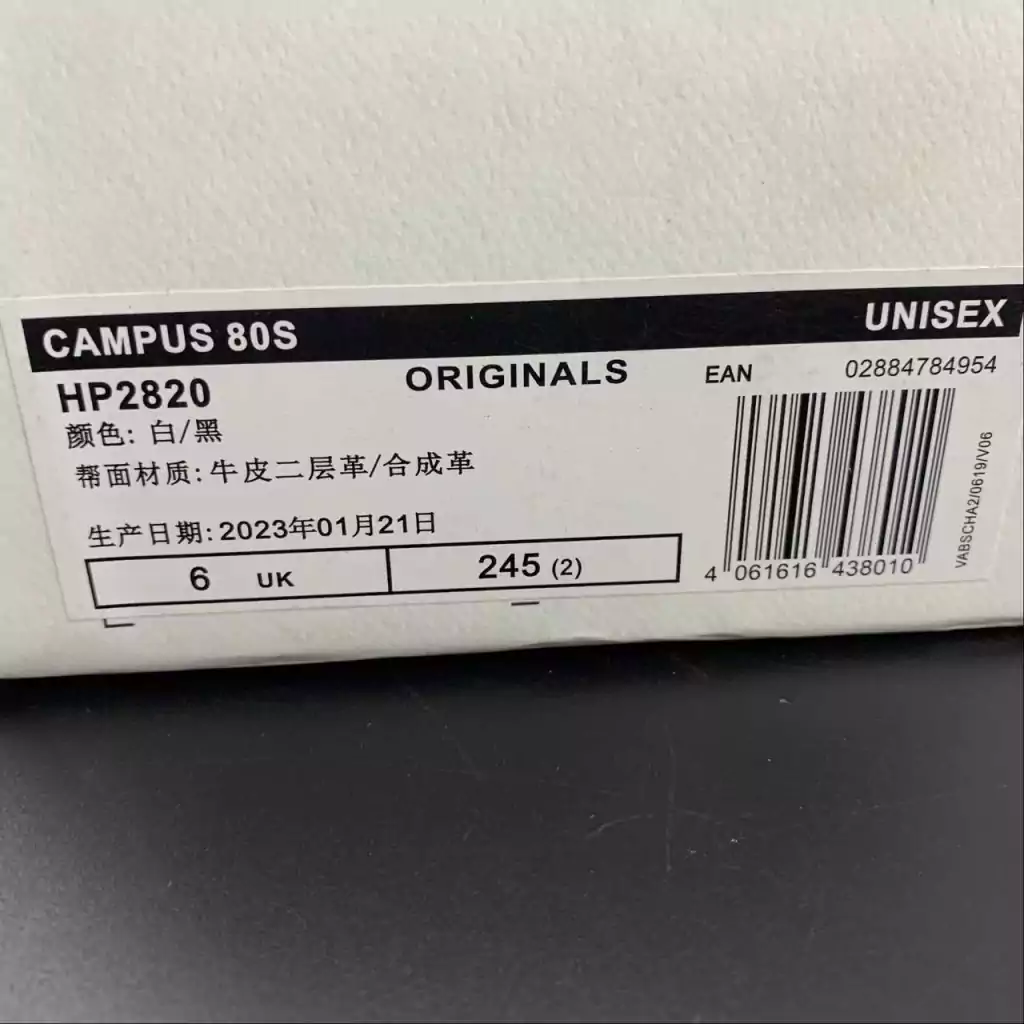 CAMPUS 80S UNISEX
HP2820 ORIGINALS EAN 02884784954
颜色: 白/黑
帮面材质: 牛皮二层革/合成革
生产日期: 2023年01月21日
6 UK 245 (2)
4 061616 438010
VABSCHA2/0619/V06